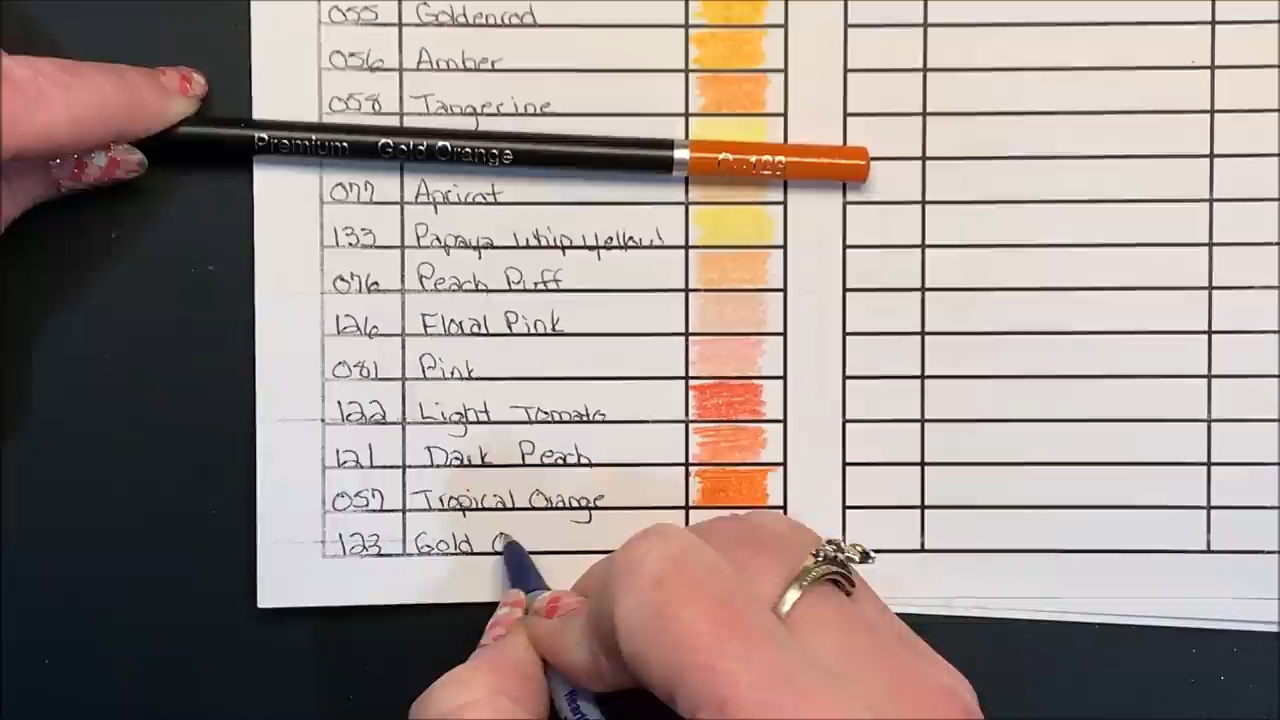 055 Goldenrod
056 Amber
058 Tangerine
Premium Gold Orange 123
077 Apricot
133 Papaya Whip Yellow
076 Peach Puff
126 Floral Pink
081 Pink
122 Light Tomato
121 Dark Peach
057 Tropical Orange
123 Gold O